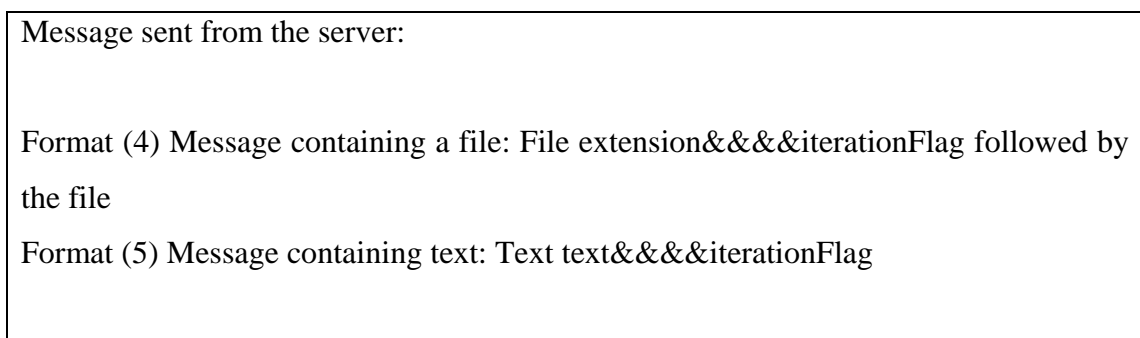 Message sent from the server:
Format (4) Message containing a file: File extension&&&&iterationFlag followed by
the file
Format (5) Message containing text: Text text&&&&iterationFlag